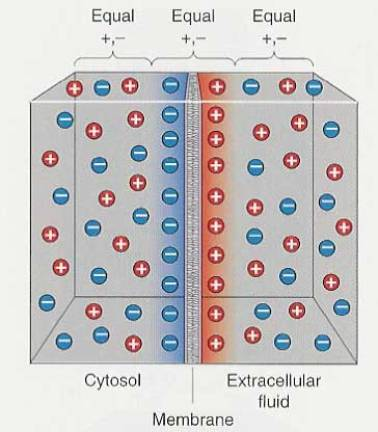 Equal Equal Equal
+,– +,– +,–
Cytosol Extracellular
fluid
Membrane